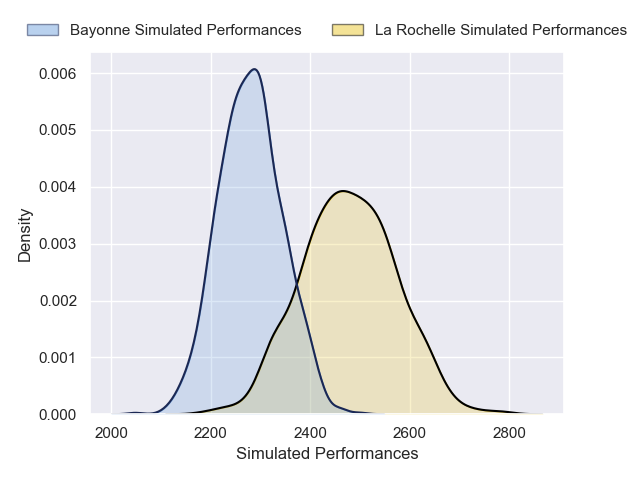 Bayonne Simulated Performances La Rochelle Simulated Performances
0.006
0.005
0.004
0.003
0.002
0.001
0.000
Density
2000 2200 2400 2600 2800
Simulated Performances